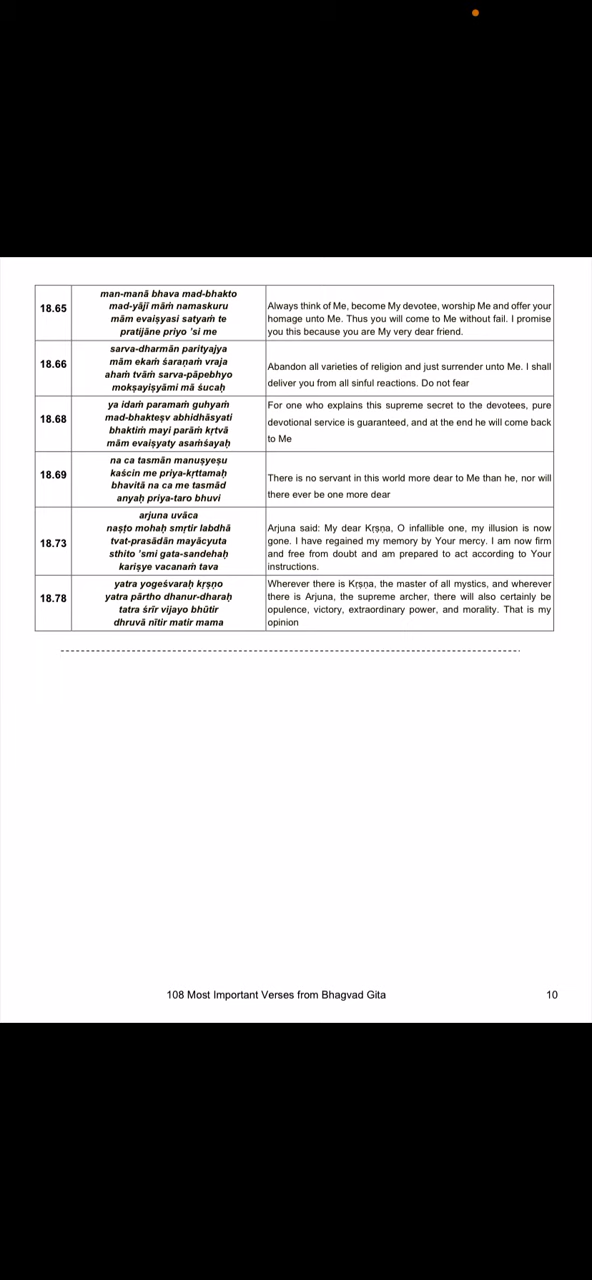 18.65
man-manā bhava mad-bhakto
mad-yājī māṁ namaskuru
mām evaiṣyasi satyaṁ te
pratijāne priyo 'si me
Always think of Me, become My devotee, worship Me and offer your
homage unto Me. Thus you will come to Me without fail. I promise
you this because you are My very dear friend.
18.66
sarva-dharmān parityajya
mām ekaṁ śaraṇaṁ vraja
ahaṁ tvāṁ sarva-pāpebhyo
mokṣayiṣyāmi mā śucaḥ
Abandon all varieties of religion and just surrender unto Me. I shall
deliver you from all sinful reactions. Do not fear
18.68
ya idaṁ paramaṁ guhyaṁ
mad-bhakteṣv abhidhāsyati
bhaktiṁ mayi parāṁ kṛtvā
mām evaiṣyaty asaṁśayaḥ
For one who explains this supreme secret to the devotees, pure
devotional service is guaranteed, and at the end he will come back
to Me
18.69
na ca tasmān manuṣyeṣu
kaścin me priya-kṛttamaḥ
bhavitā na ca me tasmād
anyaḥ priya-taro bhuvi
There is no servant in this world more dear to Me than he, nor will
there ever be one more dear
18.73
arjuna uvāca
naṣṭo mohaḥ smṛtir labdhā
tvat-prasādān mayācyuta
sthito 'smi gata-sandehaḥ
kariṣye vacanaṁ tava
Arjuna said: My dear Kṛṣṇa, O infallible one, my illusion is now
gone. I have regained my memory by Your mercy. I am now firm
and free from doubt and am prepared to act according to Your
instructions.
18.78
yatra yogeśvaraḥ kṛṣṇo
yatra pārtho dhanur-dharaḥ
tatra śrīr vijayo bhūtir
dhruvā nītir matir mama
Wherever there is Kṛṣṇa, the master of all mystics, and wherever
there is Arjuna, the supreme archer, there will also certainly be
opulence, victory, extraordinary power, and morality. That is my
opinion
108 Most Important Verses from Bhagvad Gita 10